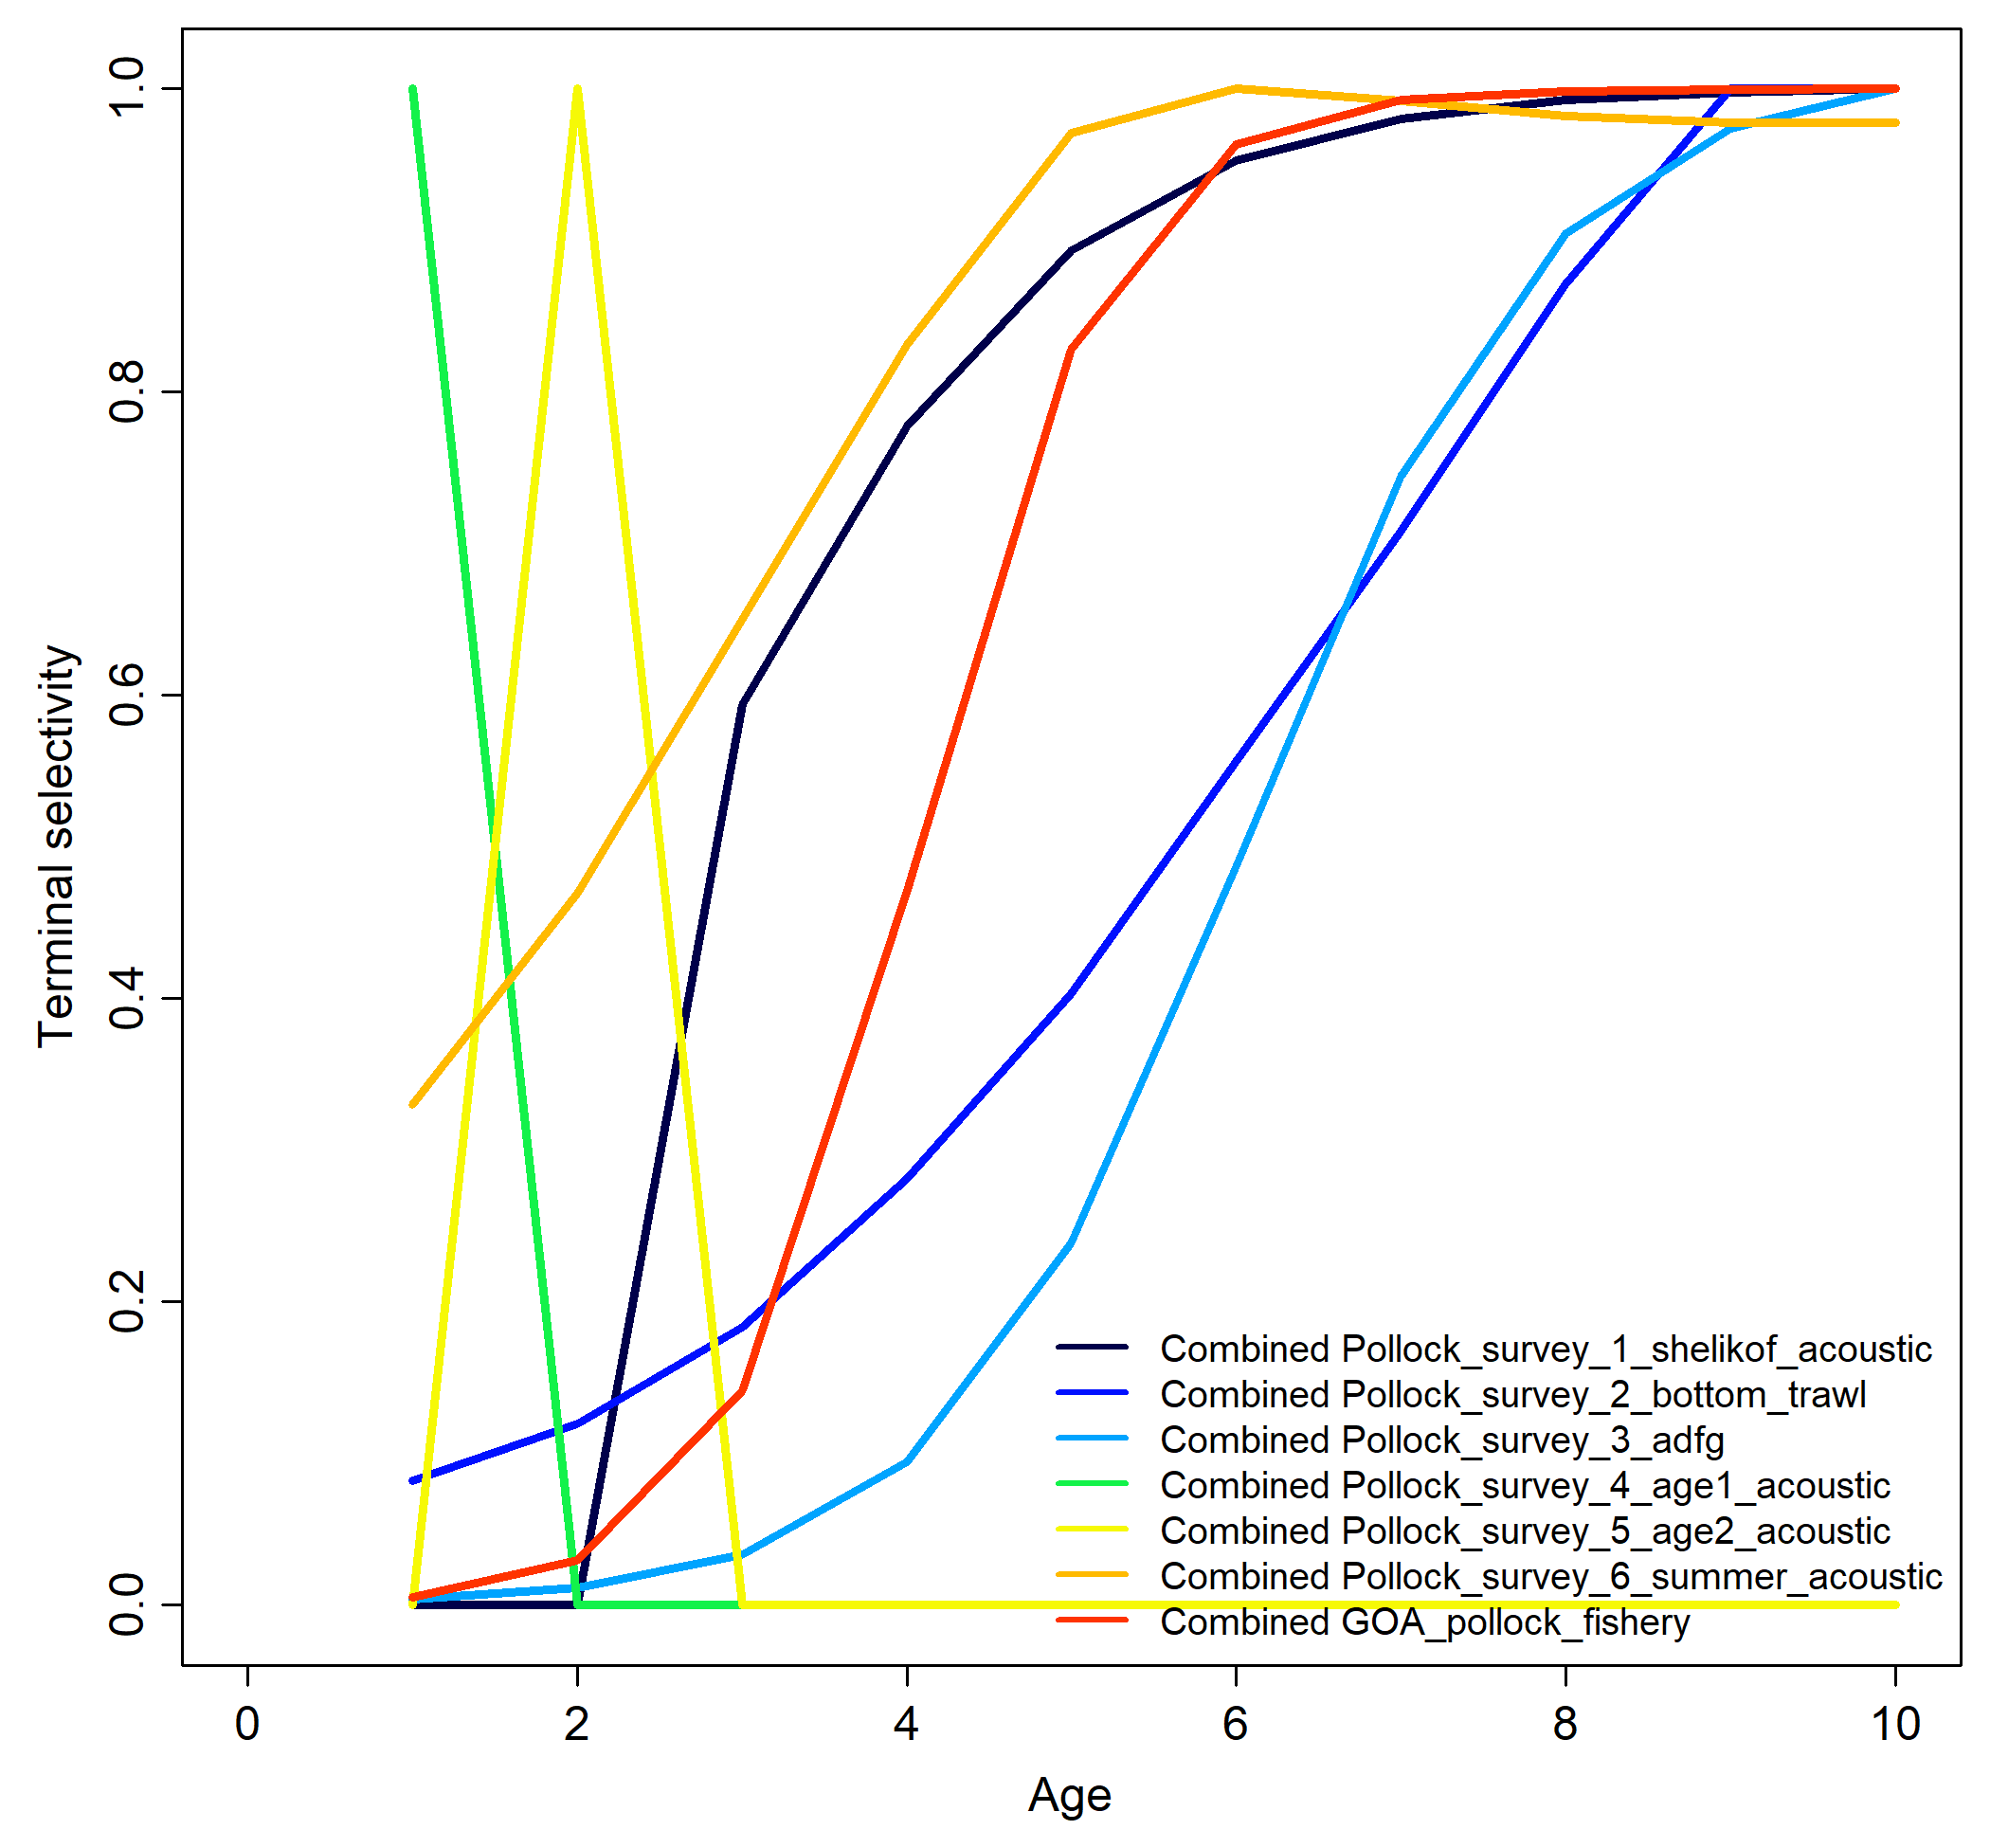 Terminal selectivity
1.0
0.8
0.6
0.4
0.2
0.0
Combined Pollock_survey_1_shelikof_acoustic
Combined Pollock_survey_2_bottom_trawl
Combined Pollock_survey_3_adfg
Combined Pollock_survey_4_age1_acoustic
Combined Pollock_survey_5_age2_acoustic
Combined Pollock_survey_6_summer_acoustic
Combined GOA_pollock_fishery
0 2 4 6 8 10
Age